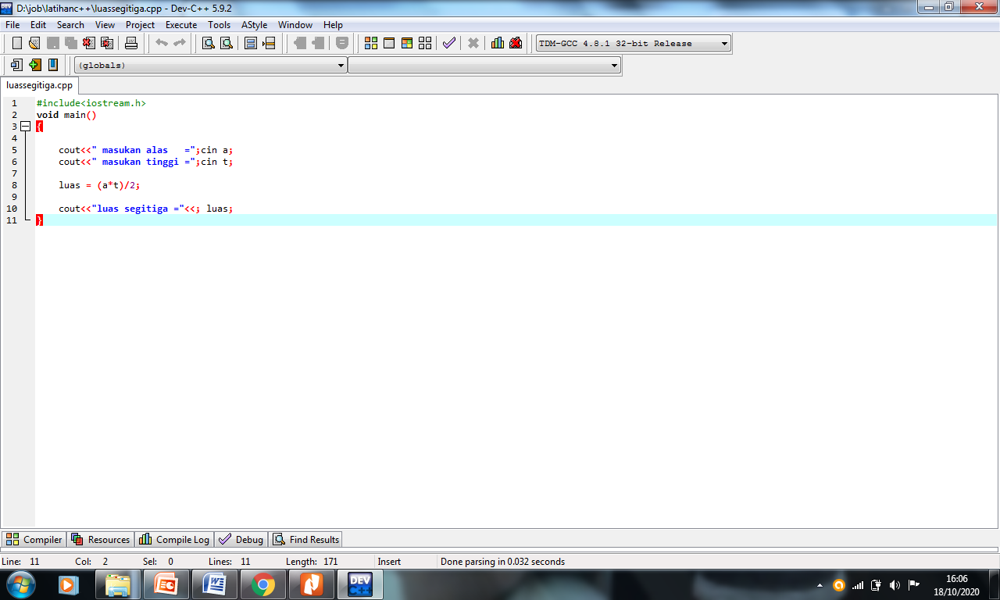 D:\job\latihanc++\luassegitiga.cpp - Dev-C++ 5.9.2
File Edit Search View Project Execute Tools AStyle Window Help
TDM-GCC 4.8.1 32-bit Release
(globals)
luassegitiga.cpp
1 #include<iostream.h>
2 void main()
3 {
4
5 cout<<" masukan alas   =";cin a;
6 cout<<" masukan tinggi =";cin t;
7
8 luas = (a*t)/2;
9
10 cout<<"luas segitiga ="<<; luas;
11 }
Compiler Resources Compile Log Debug Find Results
Line: 11 Col: 2 Sel: 0 Lines: 11 Length: 171 Insert Done parsing in 0.032 seconds
DEV C++
16:06
18/10/2020